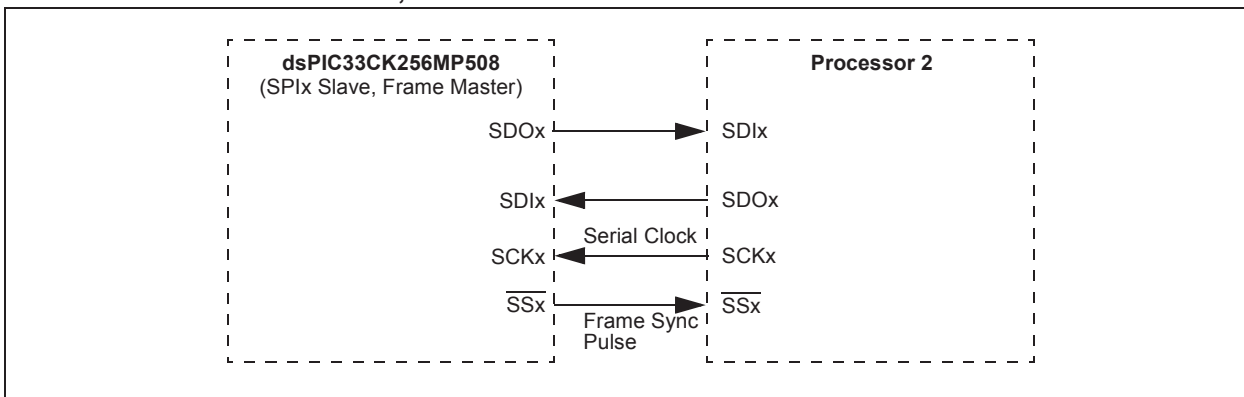 dsPIC33CK256MP508
(SPIx Slave, Frame Master)
Processor 2
SDOx
SDIx
SDIx
SDOx
Serial Clock
SCKx
SCKx
SSx
SSx
Frame Sync
Pulse